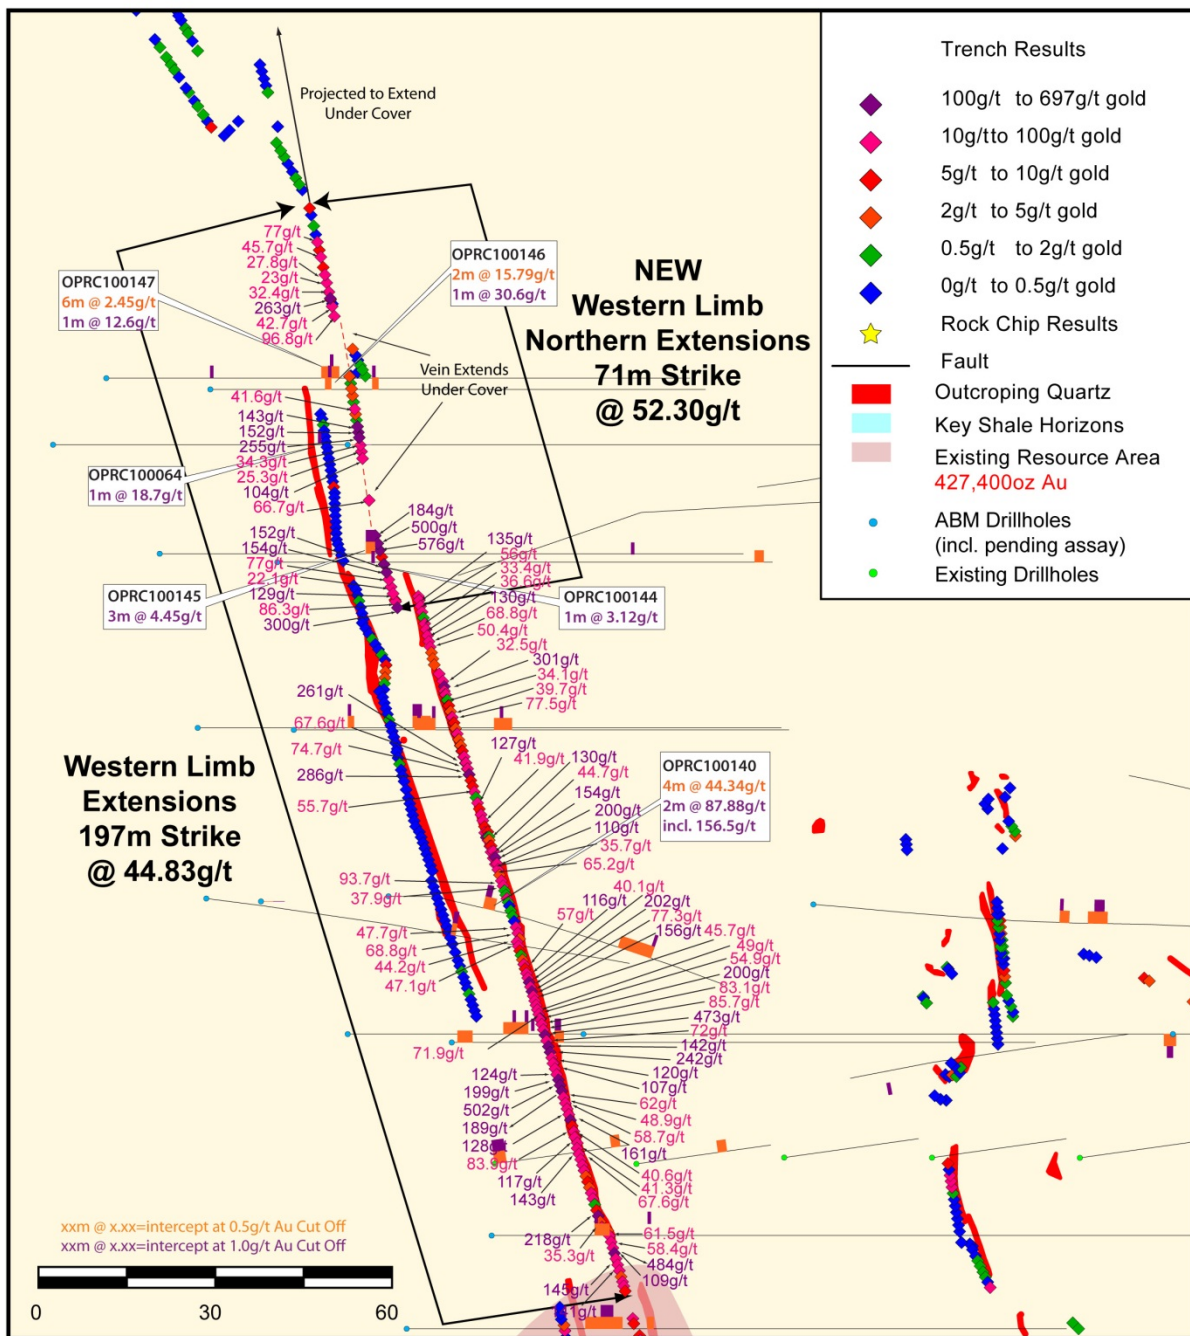 Projected to Extend
Under Cover
77g/t
45.7g/t
27.8g/t
23g/t
32.4g/t
263g/t
42.7g/t
96.8g/t
OPRC100147
6m @ 2.45g/t
1m @ 12.6g/t
OPRC100146
2m @ 15.79g/t
1m @ 30.6g/t
NEW
Western Limb
Northern Extensions
71m Strike
@ 52.30g/t
Vein Extends
Under Cover
41.6g/t
143g/t
152g/t
255g/t
34.3g/t
25.3g/t
104g/t
66.7g/t
OPRC100064
1m @ 18.7g/t
184g/t
500g/t
576g/t
152g/t
154g/t
77g/t
22.1g/t
129g/t
86.3g/t
300g/t
OPRC100145
3m @ 4.45g/t
OPRC100144
1m @ 3.12g/t
135g/t
56g/t
33.4g/t
36.6g/t
130g/t
68.8g/t
50.4g/t
32.5g/t
301g/t
34.1g/t
39.7g/t
77.5g/t
261g/t
67.6g/t
74.7g/t
286g/t
55.7g/t
Western Limb
Extensions
197m Strike
@ 44.83g/t
127g/t
41.9g/t
130g/t
44.7g/t
154g/t
200g/t
110g/t
35.7g/t
65.2g/t
OPRC100140
4m @ 44.34g/t
2m @ 87.88g/t
incl. 156.5g/t
93.7g/t
37.9g/t
47.7g/t
68.8g/t
44.2g/t
47.1g/t
40.1g/t
116g/t
202g/t
57g/t
77.3g/t
156g/t
45.7g/t
49g/t
54.9g/t
200g/t
83.1g/t
85.7g/t
473g/t
72g/t
142g/t
242g/t
120g/t
107g/t
62g/t
48.9g/t
58.7g/t
161g/t
40.6g/t
41.3g/t
67.6g/t
71.9g/t
124g/t
199g/t
502g/t
189g/t
128g/t
83.9g/t
117g/t
143g/t
218g/t
35.3g/t
61.5g/t
58.4g/t
484g/t
109g/t
145g/t
xxm @ x.xx=intercept at 0.5g/t Au Cut Off
xxm @ x.xx=intercept at 1.0g/t Au Cut Off
0 30 60
Trench Results
100g/t to 697g/t gold
10g/t to 100g/t gold
5g/t to 10g/t gold
2g/t to 5g/t gold
0.5g/t to 2g/t gold
0g/t to 0.5g/t gold
Rock Chip Results
Fault
Outcroping Quartz
Key Shale Horizons
Existing Resource Area
427,400oz Au
ABM Drillholes
(incl. pending assay)
Existing Drillholes